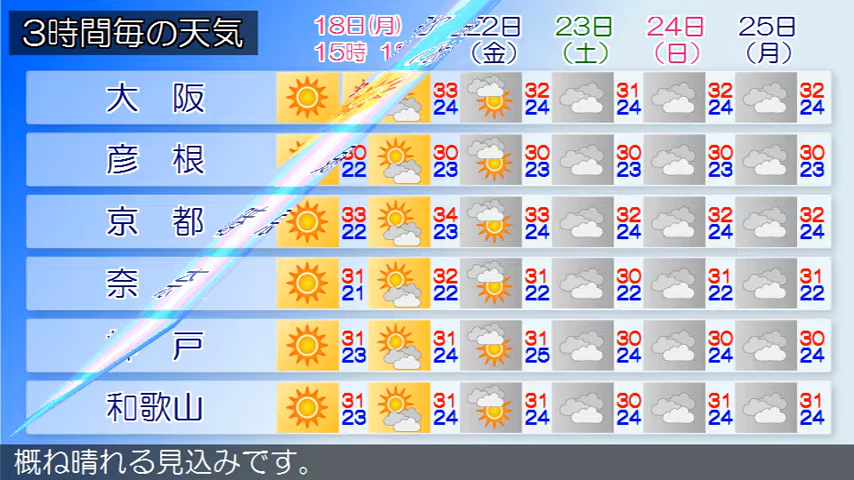 3時間毎の天気
18日(月) 22日 23日 24日 25日
15時 (金) (土) (日) (月)
大阪 33 32 31 32 32
24 24 24 24 24
彦根 30 30 30 30 30 30
22 23 23 23 23 23
京都 33 34 33 32 32 32
22 23 24 24 24 24
奈 31 32 31 30 31 31
21 22 22 22 22 22
戸 31 31 31 30 30 30
23 24 25 24 24 24
和歌山 31 31 31 30 31 31
23 24 24 24 24 24
概ね晴れる見込みです。